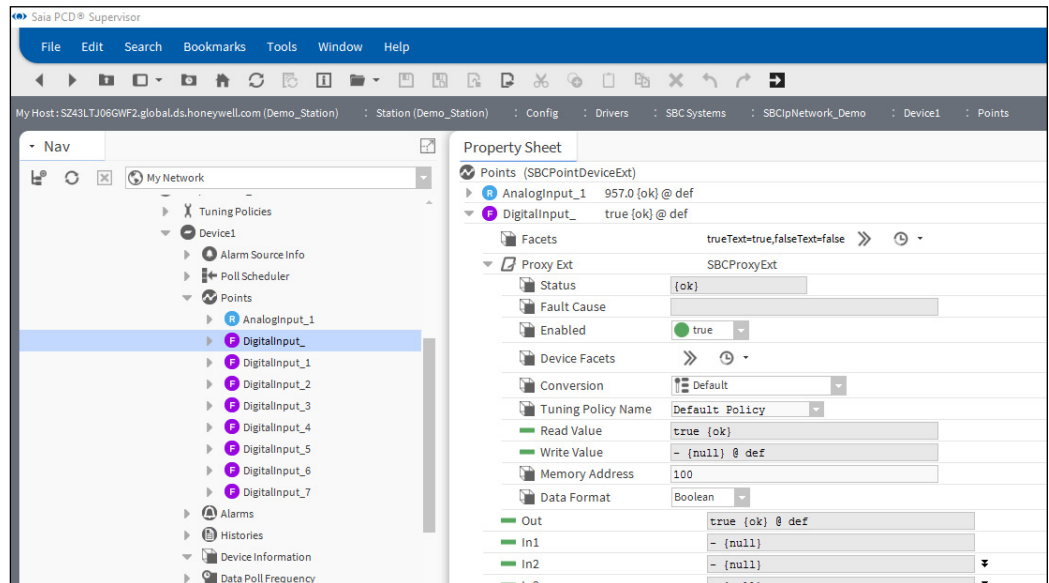 Saia PCD® Supervisor
File Edit Search Bookmarks Tools Window Help
My Host : SZ43LTJ06GWF2.global.ds.honeywell.com (Demo_Station) : Station (Demo_Station) : Config : Drivers : SBC Systems : SBCIpNetwork_Demo : Device1 : Points
Nav
My Network
Tuning Policies
Device1
Alarm Source Info
Poll Scheduler
Points
R AnalogInput_1
F DigitalInput_
F DigitalInput_1
F DigitalInput_2
F DigitalInput_3
F DigitalInput_4
F DigitalInput_5
F DigitalInput_6
F DigitalInput_7
Alarms
Histories
Device Information
Data Poll Frequency
Property Sheet
Points (SBCPointDeviceExt)
R AnalogInput_1 957.0 {ok} @ def
F DigitalInput_ true {ok} @ def
Facets trueText=true,falseText=false
Proxy Ext SBCProxyExt
Status {ok}
Fault Cause
Enabled true
Device Facets
Conversion Default
Tuning Policy Name Default Policy
Read Value true {ok}
Write Value - {null} @ def
Memory Address 100
Data Format Boolean
Out true {ok} @ def
In1 - {null}
In2 - {null}